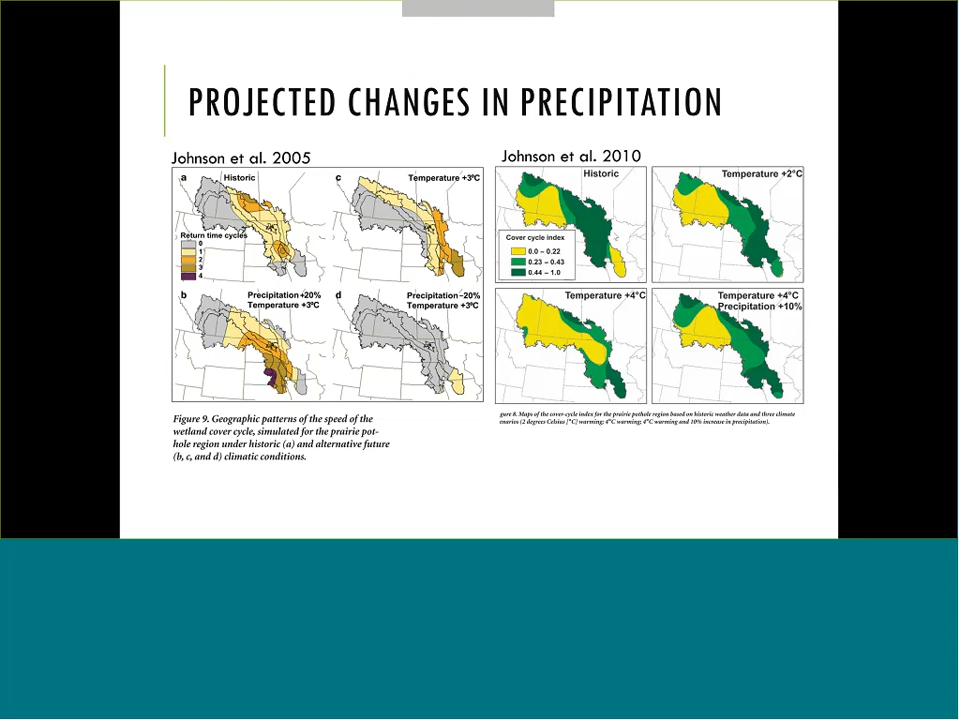 PROJECTED CHANGES IN PRECIPITATION
Johnson et al. 2005
a
Historic
c
Temperature +3°C
Return time cycles
0
1
2
3
4
b
Precipitation +20%
Temperature +3°C
d
Precipitation -20%
Temperature +3°C
Figure 9. Geographic patterns of the speed of the
wetland cover cycle, simulated for the prairie pot-
hole region under historic (a) and alternative future
(b, c, and d) climatic conditions.
Johnson et al. 2010
Historic
Temperature +2°C
Cover cycle index
0.0 – 0.22
0.23 – 0.43
0.44 – 1.0
Temperature +4°C
Temperature +4°C
Precipitation +10%
gure 8. Maps of the cover-cycle index for the prairie pothole region based on historic weather data and three climate
enarios (2 degrees Celsius [°C] warming; 4°C warming; 4°C warming and 10% increase in precipitation).